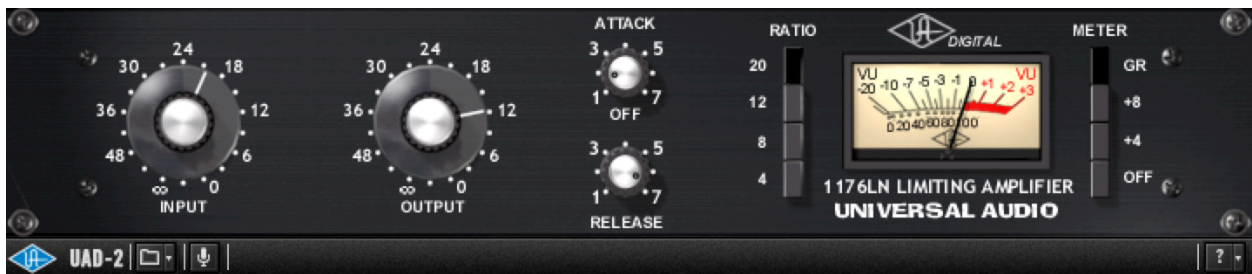 ATTACK
RATIO
UA DIGITAL
METER
24
30 18
36 12
48 6
∞ 0
INPUT
24
30 18
36 12
48 6
∞ 0
OUTPUT
3 5
1 7
OFF
3 5
1 7
RELEASE
20
12
8
4
VU VU
-20 -10 -7 -5 -3 -1 0 +1 +2 +3
0 20 40 60 80 100
UA
GR
+8
+4
OFF
1176LN LIMITING AMPLIFIER
UNIVERSAL AUDIO
UA UAD-2 ?